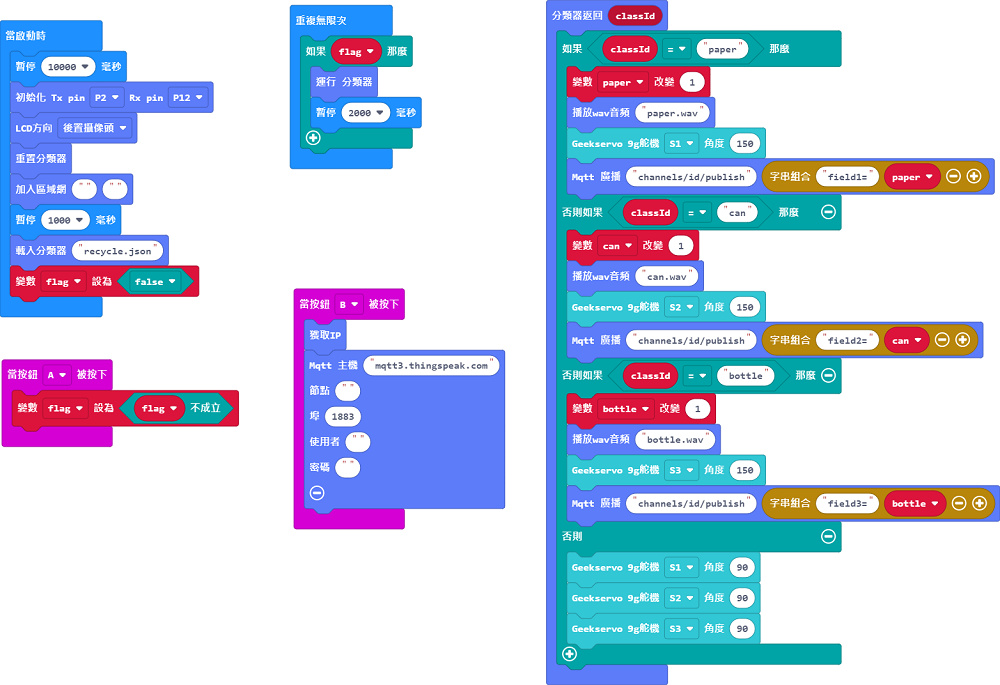 當啟動時
暫停 10000 毫秒
初始化 Tx pin P2 Rx pin P12
LCD方向 後置攝像頭
重置分類器
加入區域網 " " " "
暫停 1000 毫秒
載入分類器 "recycle.json"
變數 flag 設為 false
當按鈕 A 被按下
變數 flag 設為 flag 不成立
重複無限次
如果 flag 那麼
運行 分類器
暫停 2000 毫秒
當按鈕 B 被按下
獲取IP
Mqtt 主機 "mqtt3.thingspeak.com"
節點 " "
埠 1883
使用者 " "
密碼 " "
分類器返回 classId
如果 classId = "paper" 那麼
變數 paper 改變 1
播放wav音頻 "paper.wav"
Geekservo 9g舵機 S1 角度 150
Mqtt 廣播 "channels/id/publish" 字串組合 "field1=" paper
否則如果 classId = "can" 那麼
變數 can 改變 1
播放wav音頻 "can.wav"
Geekservo 9g舵機 S2 角度 150
Mqtt 廣播 "channels/id/publish" 字串組合 "field2=" can
否則如果 classId = "bottle" 那麼
變數 bottle 改變 1
播放wav音頻 "bottle.wav"
Geekservo 9g舵機 S3 角度 150
Mqtt 廣播 "channels/id/publish" 字串組合 "field3=" bottle
否則
Geekservo 9g舵機 S1 角度 90
Geekservo 9g舵機 S2 角度 90
Geekservo 9g舵機 S3 角度 90